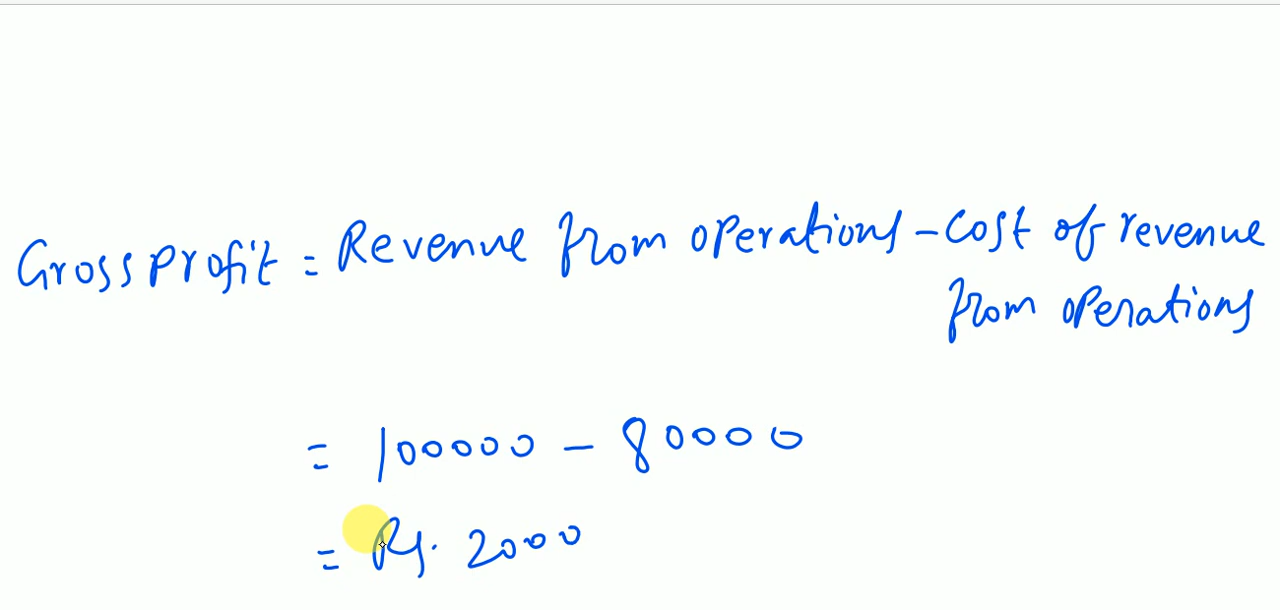 Gross profit = Revenue from operations - cost of revenue
from operations
= 100000 - 80000
= Rs. 2000